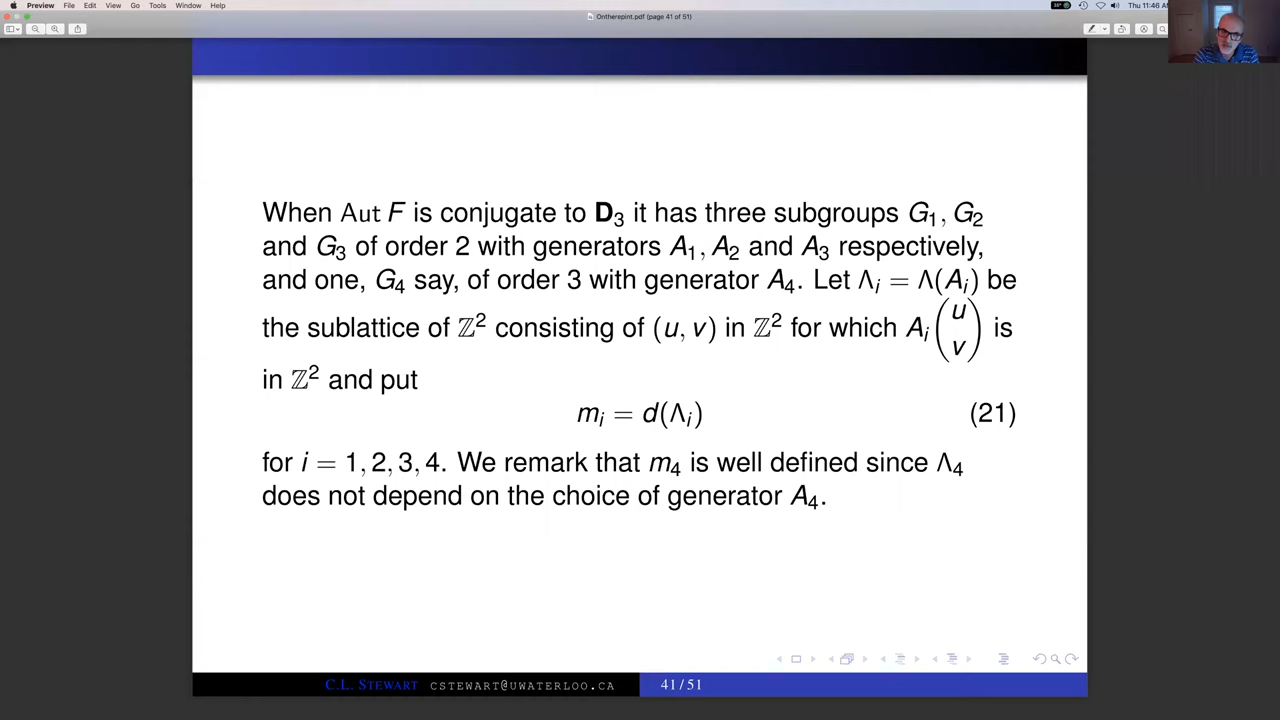 Preview File Edit View Go Tools Window Help
Thu 11:46 AM
Ontherepint.pdf (page 41 of 51)
When Aut F is conjugate to D₃ it has three subgroups G₁, G₂
and G₃ of order 2 with generators A₁, A₂ and A₃ respectively,
and one, G₄ say, of order 3 with generator A₄. Let Λᵢ = Λ(Aᵢ) be
the sublattice of ℤ² consisting of (u, v) in ℤ² for which Aᵢ (u v) is
in ℤ² and put
mᵢ = d(Λᵢ) (21)
for i = 1, 2, 3, 4. We remark that m₄ is well defined since Λ₄
does not depend on the choice of generator A₄.
C.L. STEWART CSTEWART@UWATERLOO.CA 41 / 51